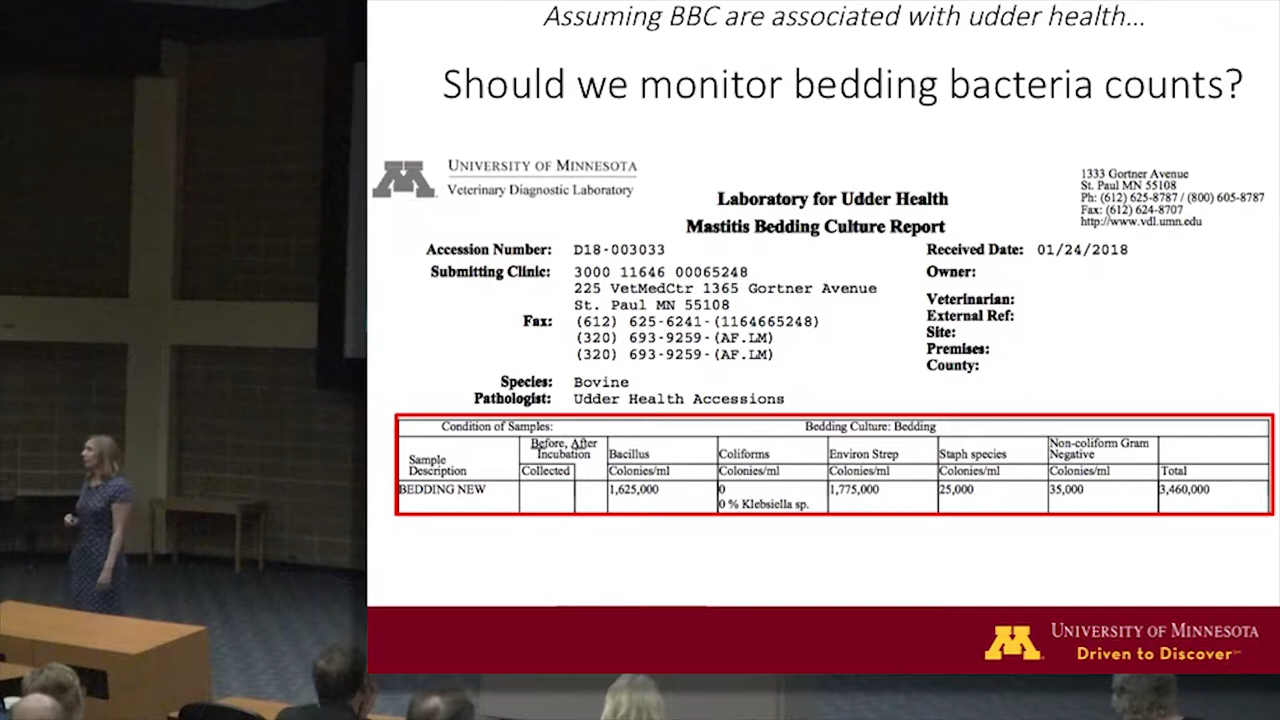 Assuming BBC are associated with udder health…
Should we monitor bedding bacteria counts?
UNIVERSITY OF MINNESOTA
Veterinary Diagnostic Laboratory
1333 Gortner Avenue
St. Paul MN 55108
Ph: (612) 625-8787 / (800) 605-8787
Fax: (612) 624-8707
http://www.vdl.umn.edu
Laboratory for Udder Health
Mastitis Bedding Culture Report
Accession Number: D18-003033
Received Date: 01/24/2018
Submitting Clinic: 3000 11646 00065248
225 VetMedCtr 1365 Gortner Avenue
St. Paul MN 55108
Fax: (612) 625-6241-(1164665248)
(320) 693-9259-(AF.LM)
(320) 693-9259-(AF.LM)
Owner:
Veterinarian:
External Ref:
Site:
Premises:
County:
Species: Bovine
Pathologist: Udder Health Accessions
Condition of Samples: Bedding Culture: Bedding
Sample Description
Before, After Incubation
Collected
Bacillus
Coliforms
Environ Strep
Staph species
Non-coliform Gram Negative
Colonies/ml
Colonies/ml
Colonies/ml
Colonies/ml
Colonies/ml
Total
BEDDING NEW 1,625,000 0 1,775,000 25,000 35,000 3,460,000
0 % Klebsiella sp.
M
UNIVERSITY OF MINNESOTA
Driven to Discover℠